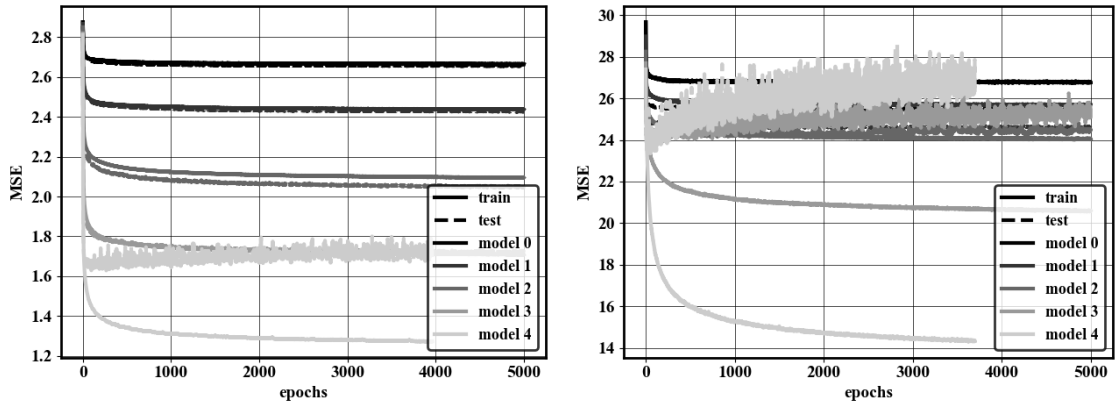 2.8
2.6
2.4
2.2
2.0
1.8
1.6
1.4
1.2
MSE
0 1000 2000 3000 4000 5000
epochs
train
test
model 0
model 1
model 2
model 3
model 4
30
28
26
24
22
20
18
16
14
MSE
0 1000 2000 3000 4000 5000
epochs
train
test
model 0
model 1
model 2
model 3
model 4